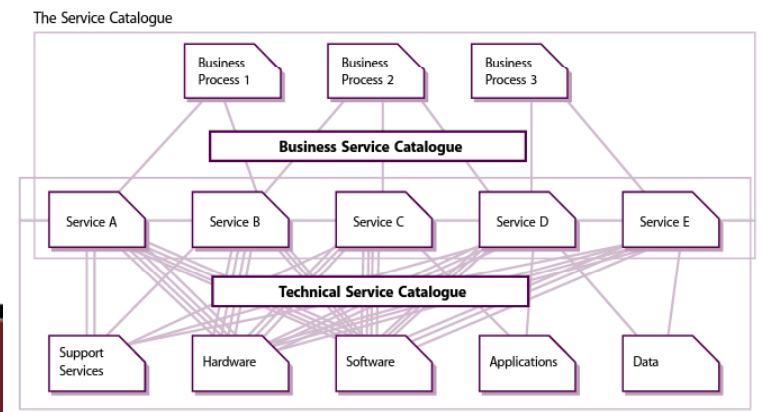 The Service Catalogue
Business
Process 1
Business
Process 2
Business
Process 3
Business Service Catalogue
Service A
Service B
Service C
Service D
Service E
Technical Service Catalogue
Support
Services
Hardware
Software
Applications
Data